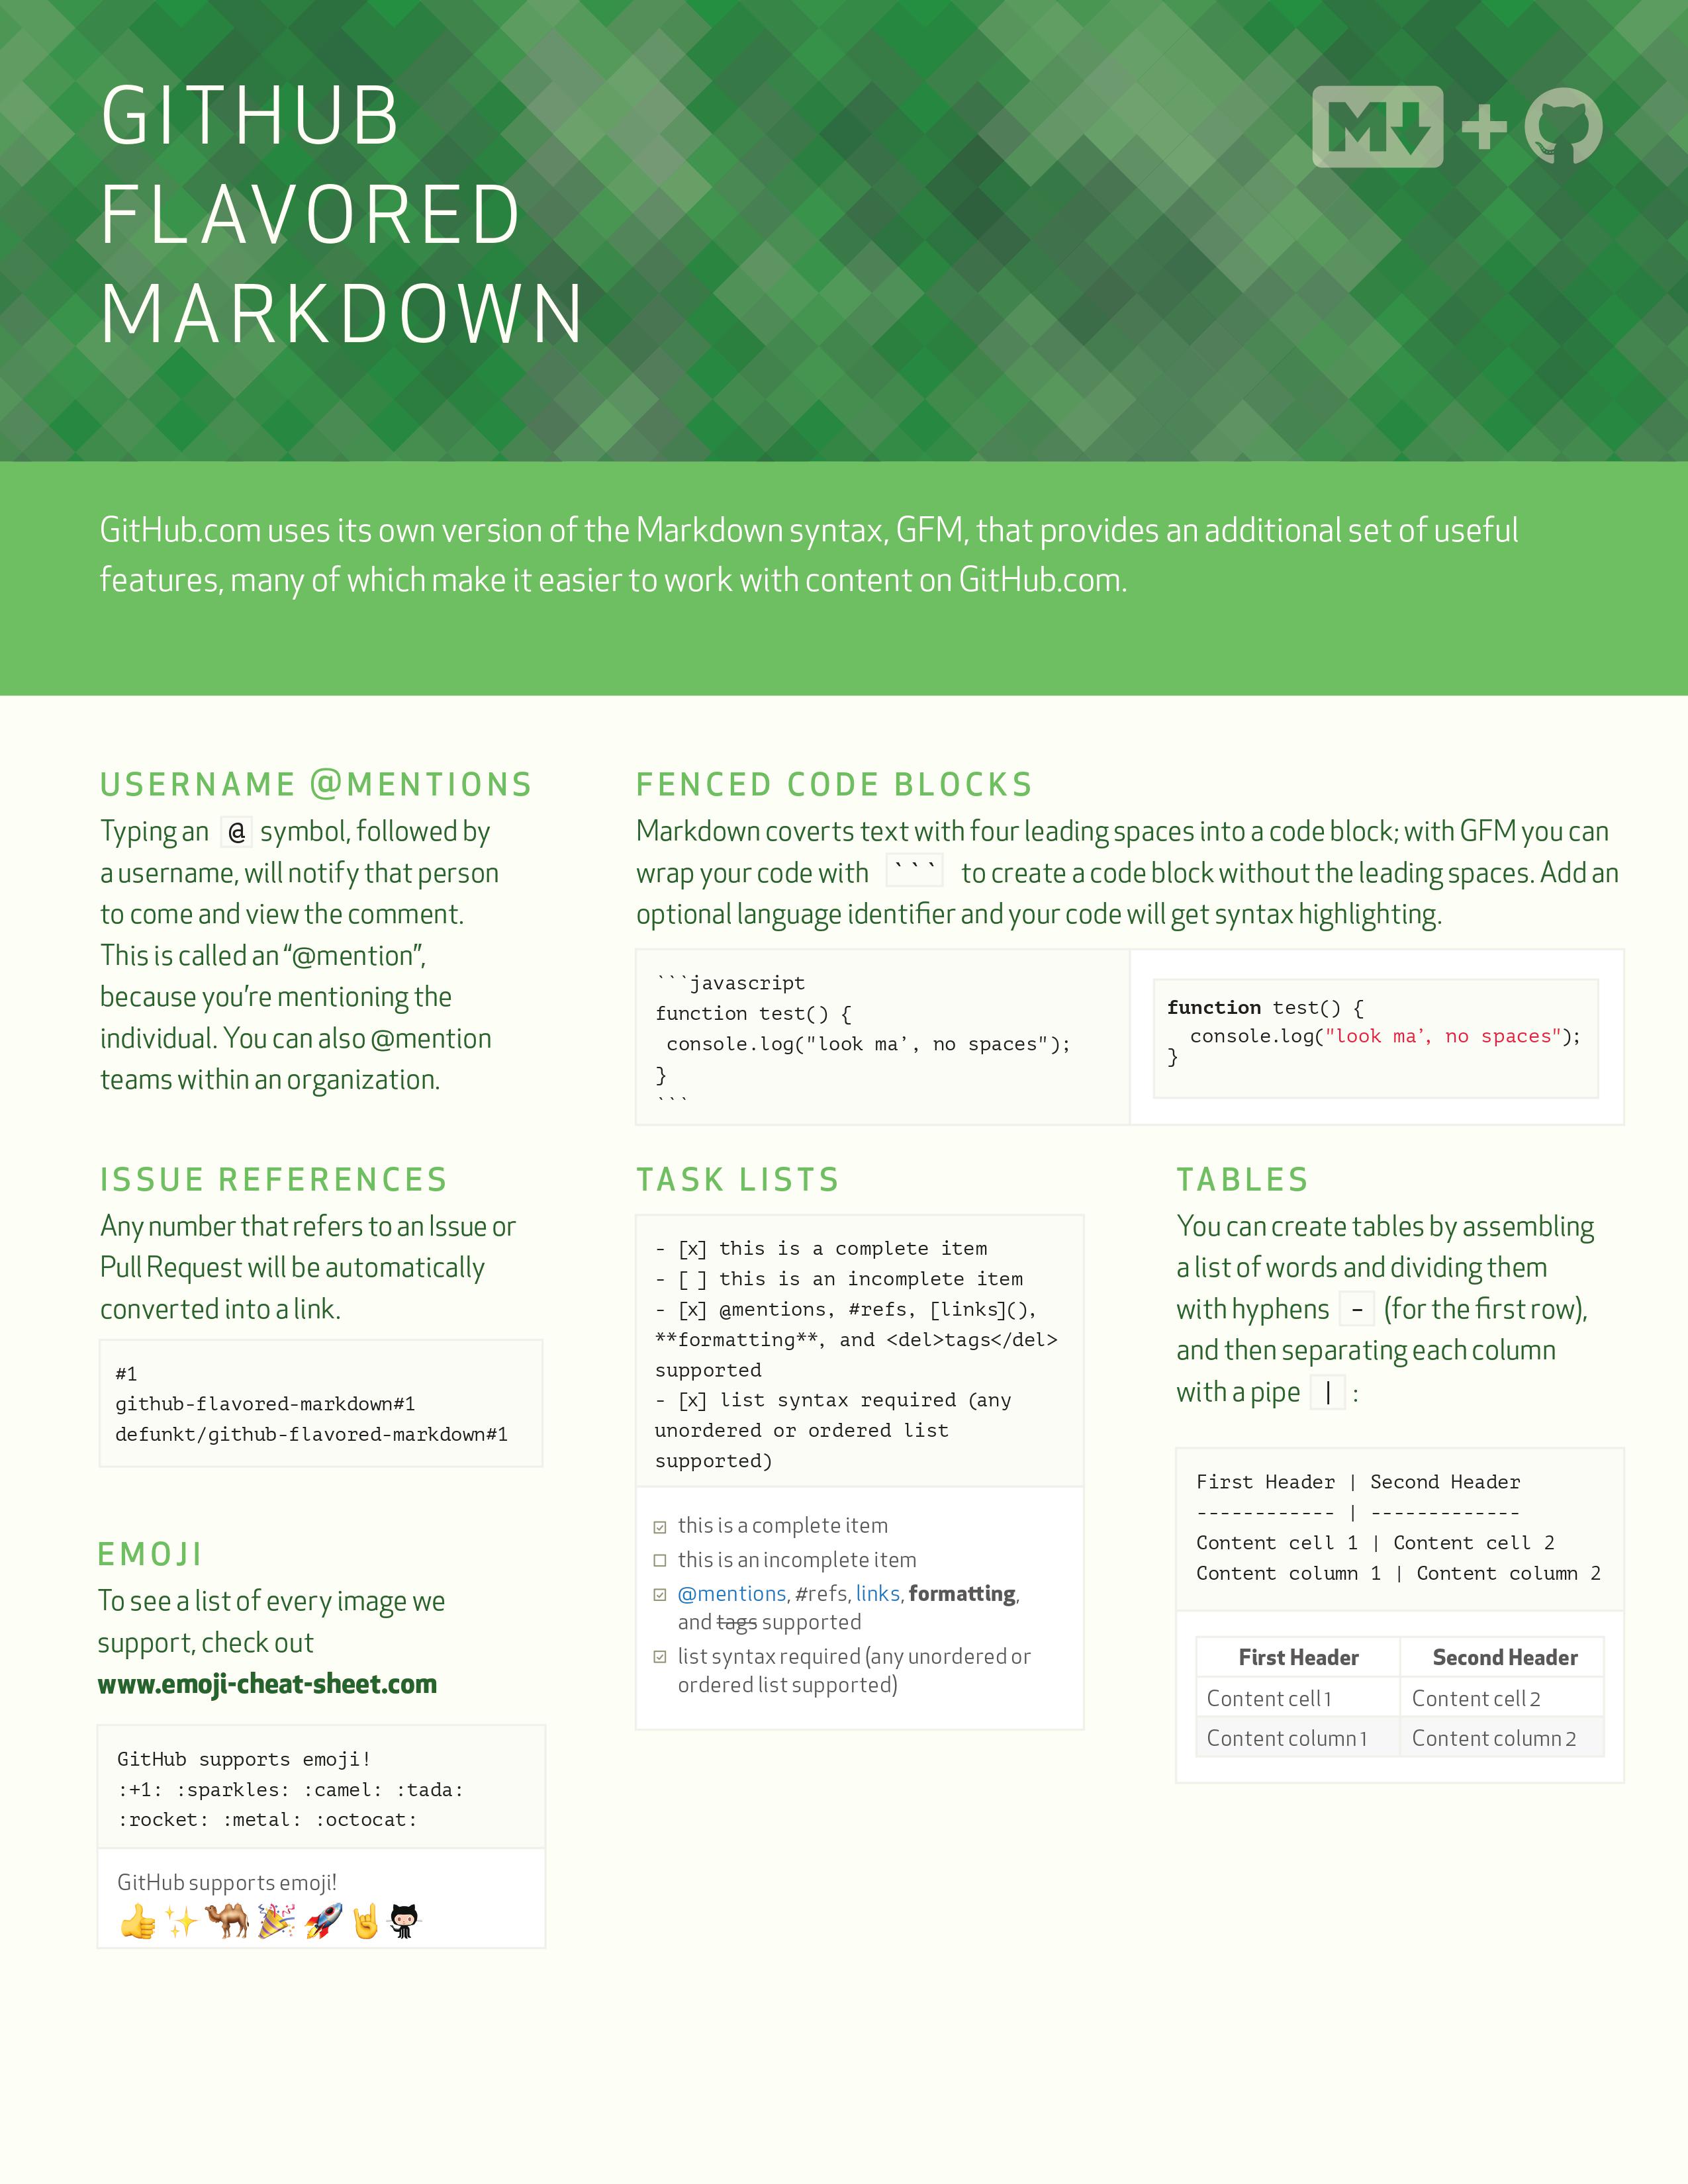 GITHUB
FLAVORED
MARKDOWN
M
GitHub.com uses its own version of the Markdown syntax, GFM, that provides an additional set of useful
features, many of which make it easier to work with content on GitHub.com.
USERNAME @MENTIONS
Typing an @ symbol, followed by
a username, will notify that person
to come and view the comment.
This is called an “@mention”,
because you’re mentioning the
individual. You can also @mention
teams within an organization.
FENCED CODE BLOCKS
Markdown coverts text with four leading spaces into a code block; with GFM you can
wrap your code with ``` to create a code block without the leading spaces. Add an
optional language identifier and your code will get syntax highlighting.
```javascript
function test() {
 console.log("look ma’, no spaces");
}
```
function test() {
  console.log("look ma’, no spaces");
}
ISSUE REFERENCES
Any number that refers to an Issue or
Pull Request will be automatically
converted into a link.
#1
github-flavored-markdown#1
defunkt/github-flavored-markdown#1
EMOJI
To see a list of every image we
support, check out
www.emoji-cheat-sheet.com
GitHub supports emoji!
:+1: :sparkles: :camel: :tada:
:rocket: :metal: :octocat:
GitHub supports emoji!
👍 ✨ 🐫 🎉 🚀 🤘
TASK LISTS
- [x] this is a complete item
- [ ] this is an incomplete item
- [x] @mentions, #refs, [links](),
**formatting**, and <del>tags</del>
supported
- [x] list syntax required (any
unordered or ordered list
supported)
☑ this is a complete item
☐ this is an incomplete item
☑ @mentions, #refs, links, formatting,
and tags supported
☑ list syntax required (any unordered or
ordered list supported)
TABLES
You can create tables by assembling
a list of words and dividing them
with hyphens - (for the first row),
and then separating each column
with a pipe | :
First Header | Second Header
------------ | -------------
Content cell 1 | Content cell 2
Content column 1 | Content column 2
First Header Second Header
Content cell 1 Content cell 2
Content column 1 Content column 2